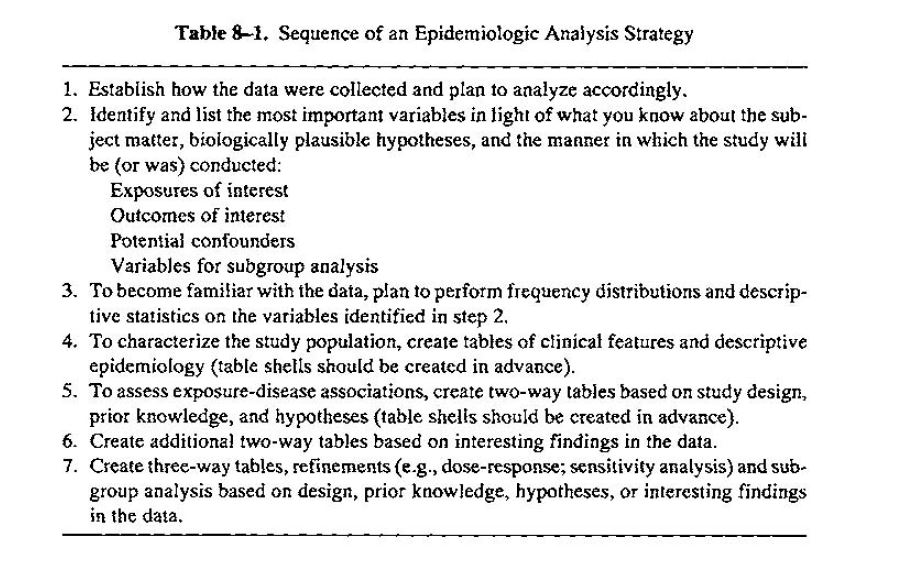 Table 8–1. Sequence of an Epidemiologic Analysis Strategy
1. Establish how the data were collected and plan to analyze accordingly.
2. Identify and list the most important variables in light of what you know about the sub-
ject matter, biologically plausible hypotheses, and the manner in which the study will
be (or was) conducted:
Exposures of interest
Outcomes of interest
Potential confounders
Variables for subgroup analysis
3. To become familiar with the data, plan to perform frequency distributions and descrip-
tive statistics on the variables identified in step 2.
4. To characterize the study population, create tables of clinical features and descriptive
epidemiology (table shells should be created in advance).
5. To assess exposure-disease associations, create two-way tables based on study design,
prior knowledge, and hypotheses (table shells should be created in advance).
6. Create additional two-way tables based on interesting findings in the data.
7. Create three-way tables, refinements (e.g., dose-response; sensitivity analysis) and sub-
group analysis based on design, prior knowledge, hypotheses, or interesting findings
in the data.